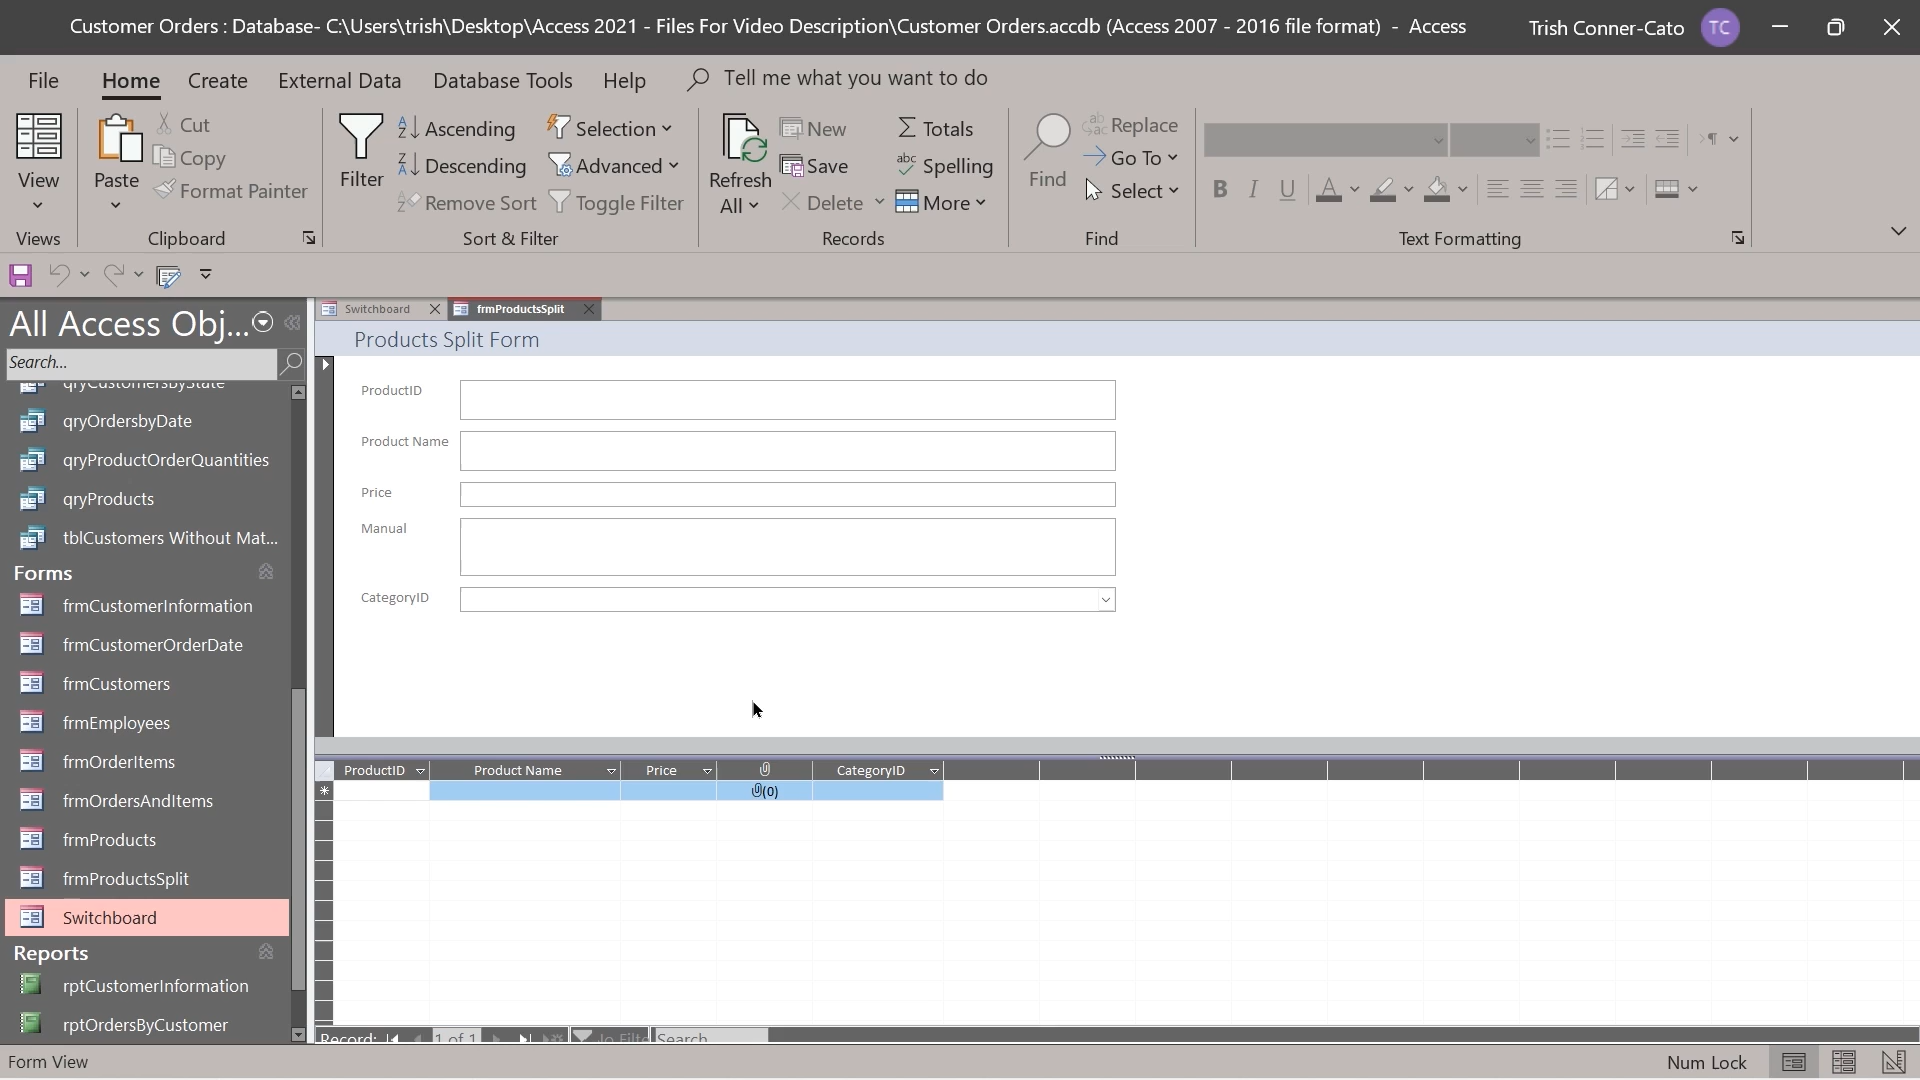 Customer Orders : Database- C:\Users\trish\Desktop\Access 2021 - Files For Video Description\Customer Orders.accdb (Access 2007 - 2016 file format) - Access
Trish Conner-Cato
TC
File Home Create External Data Database Tools Help Tell me what you want to do
View
Views
Paste
Cut
Copy
Format Painter
Clipboard
Filter
Ascending
Descending
Remove Sort
Selection
Advanced
Toggle Filter
Sort & Filter
Refresh
All
New
Save
Delete
Totals
Spelling
More
Records
Find
Replace
Go To
Select
Find
B I U A
Text Formatting
All Access Obj...
Search...
qryCustomersByState
qryOrdersbyDate
qryProductOrderQuantities
qryProducts
tblCustomers Without Mat...
Forms
frmCustomerInformation
frmCustomerOrderDate
frmCustomers
frmEmployees
frmOrderItems
frmOrdersAndItems
frmProducts
frmProductsSplit
Switchboard
Reports
rptCustomerInformation
rptOrdersByCustomer
Switchboard
frmProductsSplit
Products Split Form
ProductID
Product Name
Price
Manual
CategoryID
ProductID Product Name Price CategoryID
(0)
Record: 1 of 1 Search
Form View
Num Lock